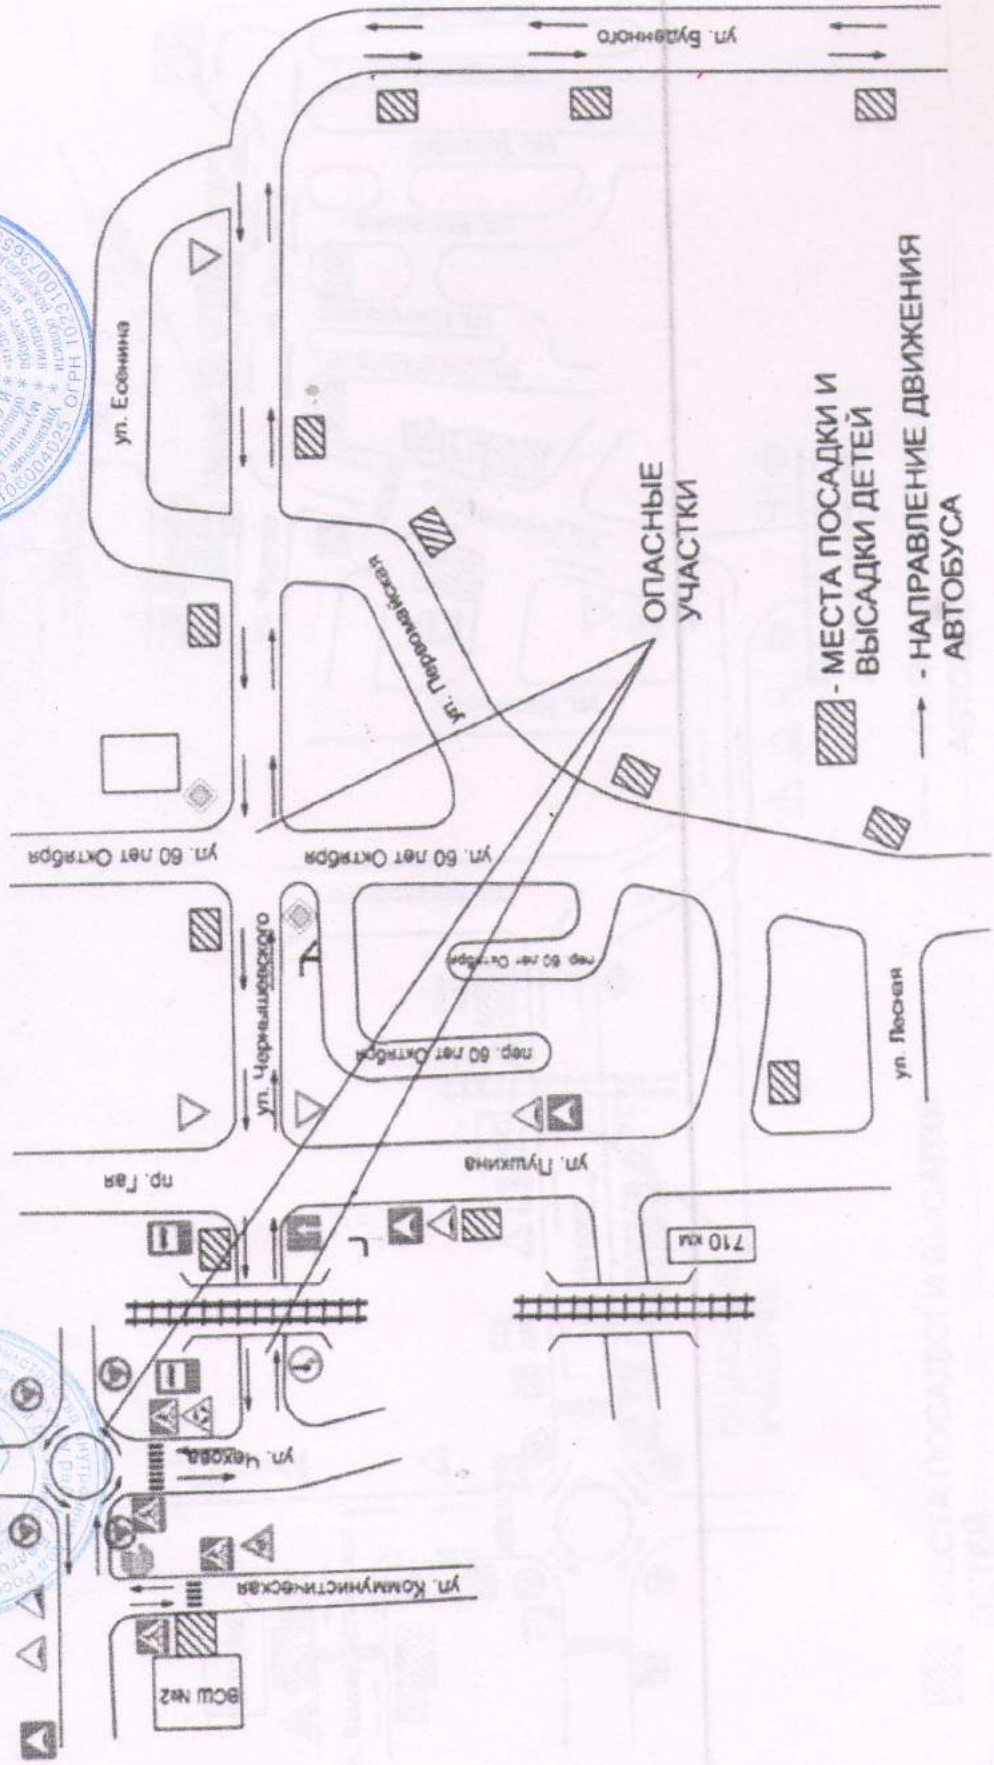 ул. Буденного
ул. Есенина
ул. Первомайская
ул. 60 лет Октября
ул. 60 лет Октября
ул. Чернышевского
пер. 60 лет Октября
пер. 60 лет Октября
пр. Гая
ул. Пушкина
ул. Лесная
710 км
ул. Чехова
ул. Коммунистическая
ВСШ №2
ОПАСНЫЕ
УЧАСТКИ
- МЕСТА ПОСАДКИ И
ВЫСАДКИ ДЕТЕЙ
- НАПРАВЛЕНИЕ ДВИЖЕНИЯ
АВТОБУСА
ОГРН